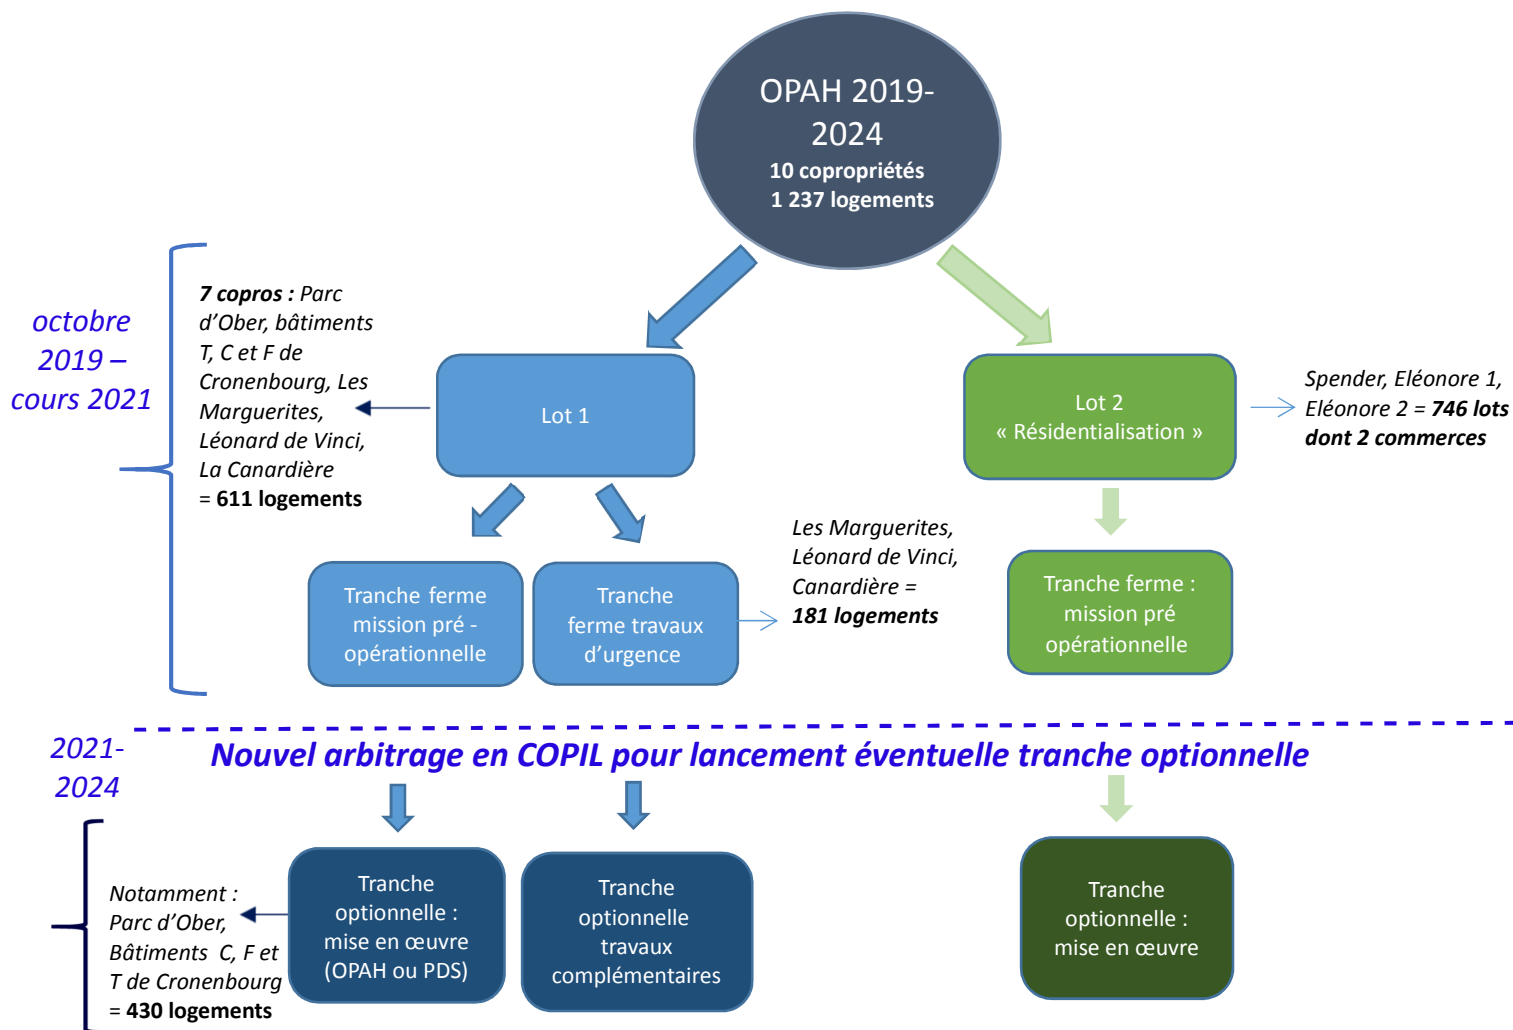 OPAH 2019-
2024
10 copropriétés
1 237 logements
octobre
2019 –
cours 2021
7 copros : Parc
d’Ober, bâtiments
T, C et F de
Cronenbourg, Les
Marguerites,
Léonard de Vinci,
La Canardière
= 611 logements
Lot 1
Lot 2
« Résidentialisation »
Spender, Eléonore 1,
Eléonore 2 = 746 lots
dont 2 commerces
Tranche ferme
mission pré -
opérationnelle
Tranche
ferme travaux
d’urgence
Les Marguerites,
Léonard de Vinci,
Canardière =
181 logements
Tranche ferme :
mission pré
opérationnelle
2021-
2024
Nouvel arbitrage en COPIL pour lancement éventuelle tranche optionnelle
Notamment :
Parc d’Ober,
Bâtiments C, F et
T de Cronenbourg
= 430 logements
Tranche
optionnelle :
mise en œuvre
(OPAH ou PDS)
Tranche
optionnelle
travaux
complémentaires
Tranche
optionnelle :
mise en œuvre